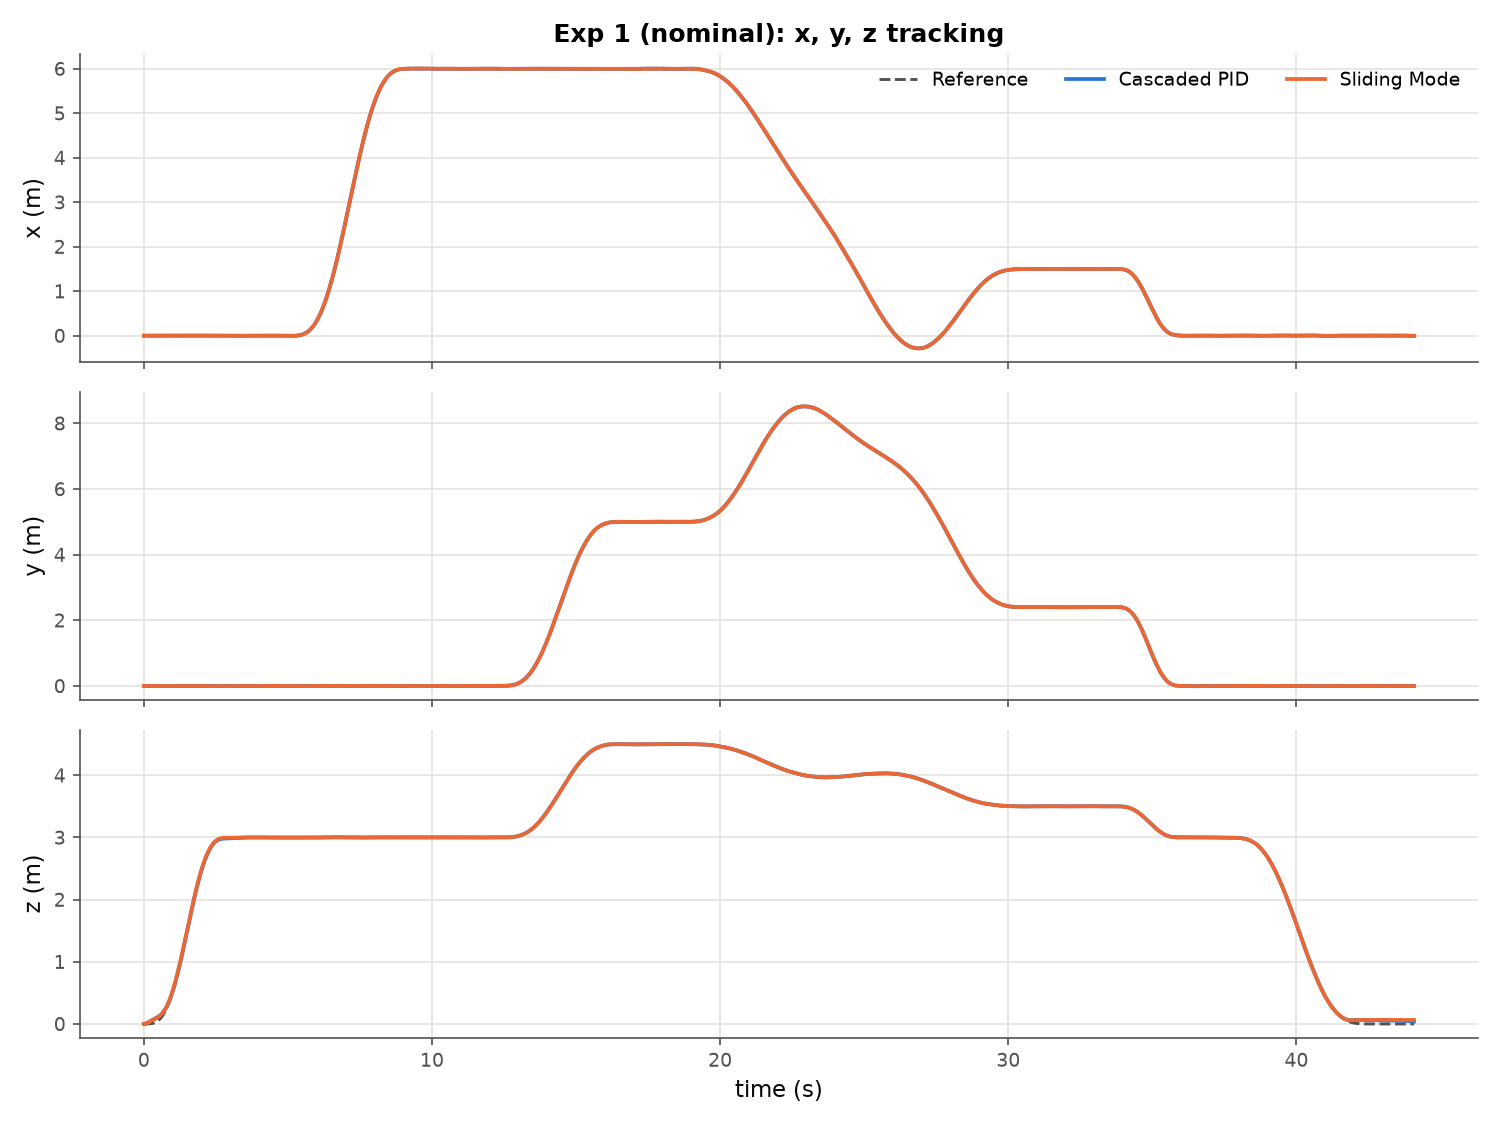 Exp 1 (nominal): x, y, z tracking
Reference Cascaded PID Sliding Mode
x (m)
6
5
4
3
2
1
0
y (m)
8
6
4
2
0
z (m)
4
3
2
1
0
0 10 20 30 40
time (s)